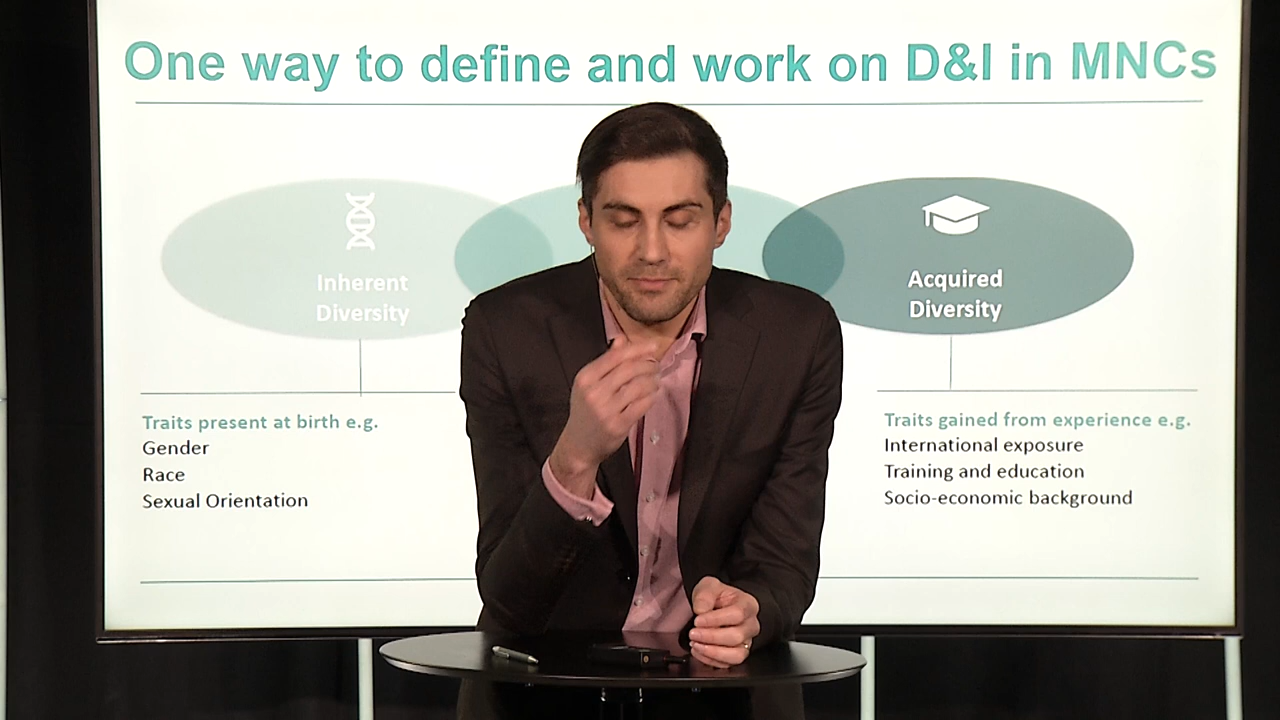 One way to define and work on D&I in MNCs
Inherent
Diversity
Acquired
Diversity
Traits present at birth e.g.
Gender
Race
Sexual Orientation
Traits gained from experience e.g.
International exposure
Training and education
Socio-economic background